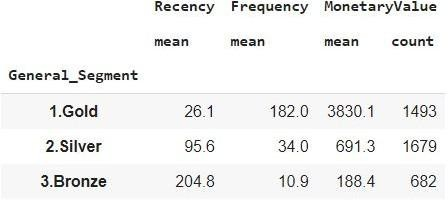 Recency Frequency MonetaryValue
mean mean mean count
General_Segment
1.Gold 26.1 182.0 3830.1 1493
2.Silver 95.6 34.0 691.3 1679
3.Bronze 204.8 10.9 188.4 682